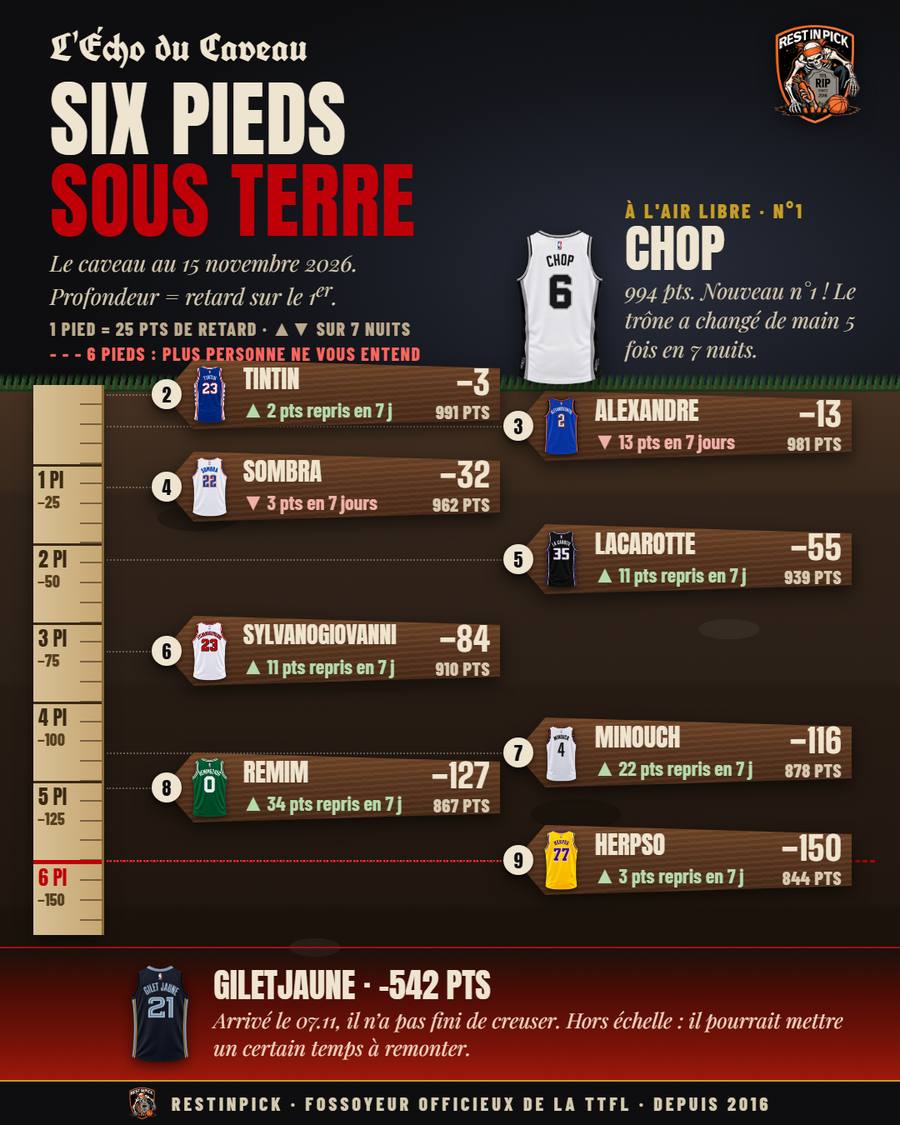 L'Écho du Caveau
REST IN PICK
RIP
SIX PIEDS
SOUS TERRE
Le caveau au 15 novembre 2026.
Profondeur = retard sur le 1er.
1 PIED = 25 PTS DE RETARD · ▲▼ SUR 7 NUITS
--- 6 PIEDS : PLUS PERSONNE NE VOUS ENTEND
À L'AIR LIBRE · N°1
CHOP
994 pts. Nouveau n°1 ! Le
trône a changé de main 5
fois en 7 nuits.
CHOP
6
2
TINTIN
23
TINTIN
−3
▲ 2 pts repris en 7 j
991 PTS
3
2
ALEXANDRE
−13
▼ 13 pts en 7 jours
981 PTS
4
SOMBRA
22
SOMBRA
−32
▼ 3 pts en 7 jours
962 PTS
5
LA CAROTTE
35
LACAROTTE
−55
▲ 11 pts repris en 7 j
939 PTS
6
23
SYLVANOGIOVANNI
−84
▲ 11 pts repris en 7 j
910 PTS
7
MINOUCH
4
MINOUCH
−116
▲ 22 pts repris en 7 j
878 PTS
8
0
REMIM
−127
▲ 34 pts repris en 7 j
867 PTS
9
HERPSO
77
HERPSO
−150
▲ 3 pts repris en 7 j
844 PTS
1 PI
−25
2 PI
−50
3 PI
−75
4 PI
−100
5 PI
−125
6 PI
−150
GILET JAUNE
21
GILETJAUNE · -542 PTS
Arrivé le 07.11, il n'a pas fini de creuser. Hors échelle : il pourrait mettre
un certain temps à remonter.
RESTINPICK · FOSSOYEUR OFFICIEUX DE LA TTFL · DEPUIS 2016